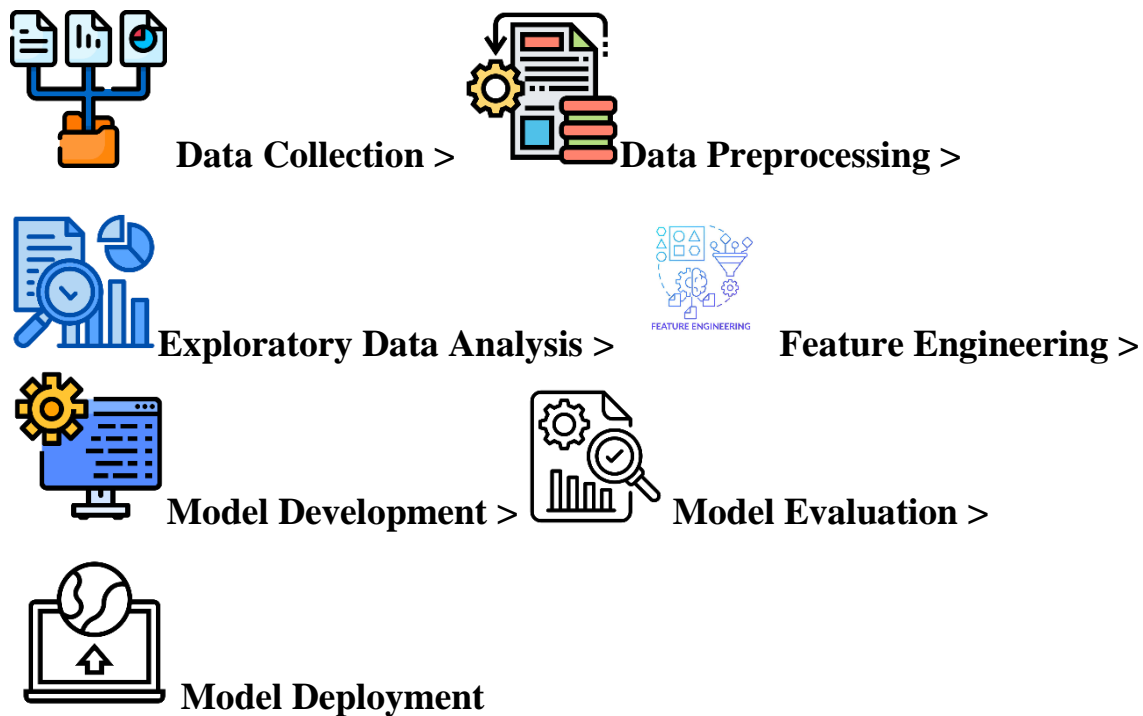 Data Collection > Data Preprocessing >
FEATURE ENGINEERING
Exploratory Data Analysis > Feature Engineering >
Model Development > Model Evaluation >
Model Deployment